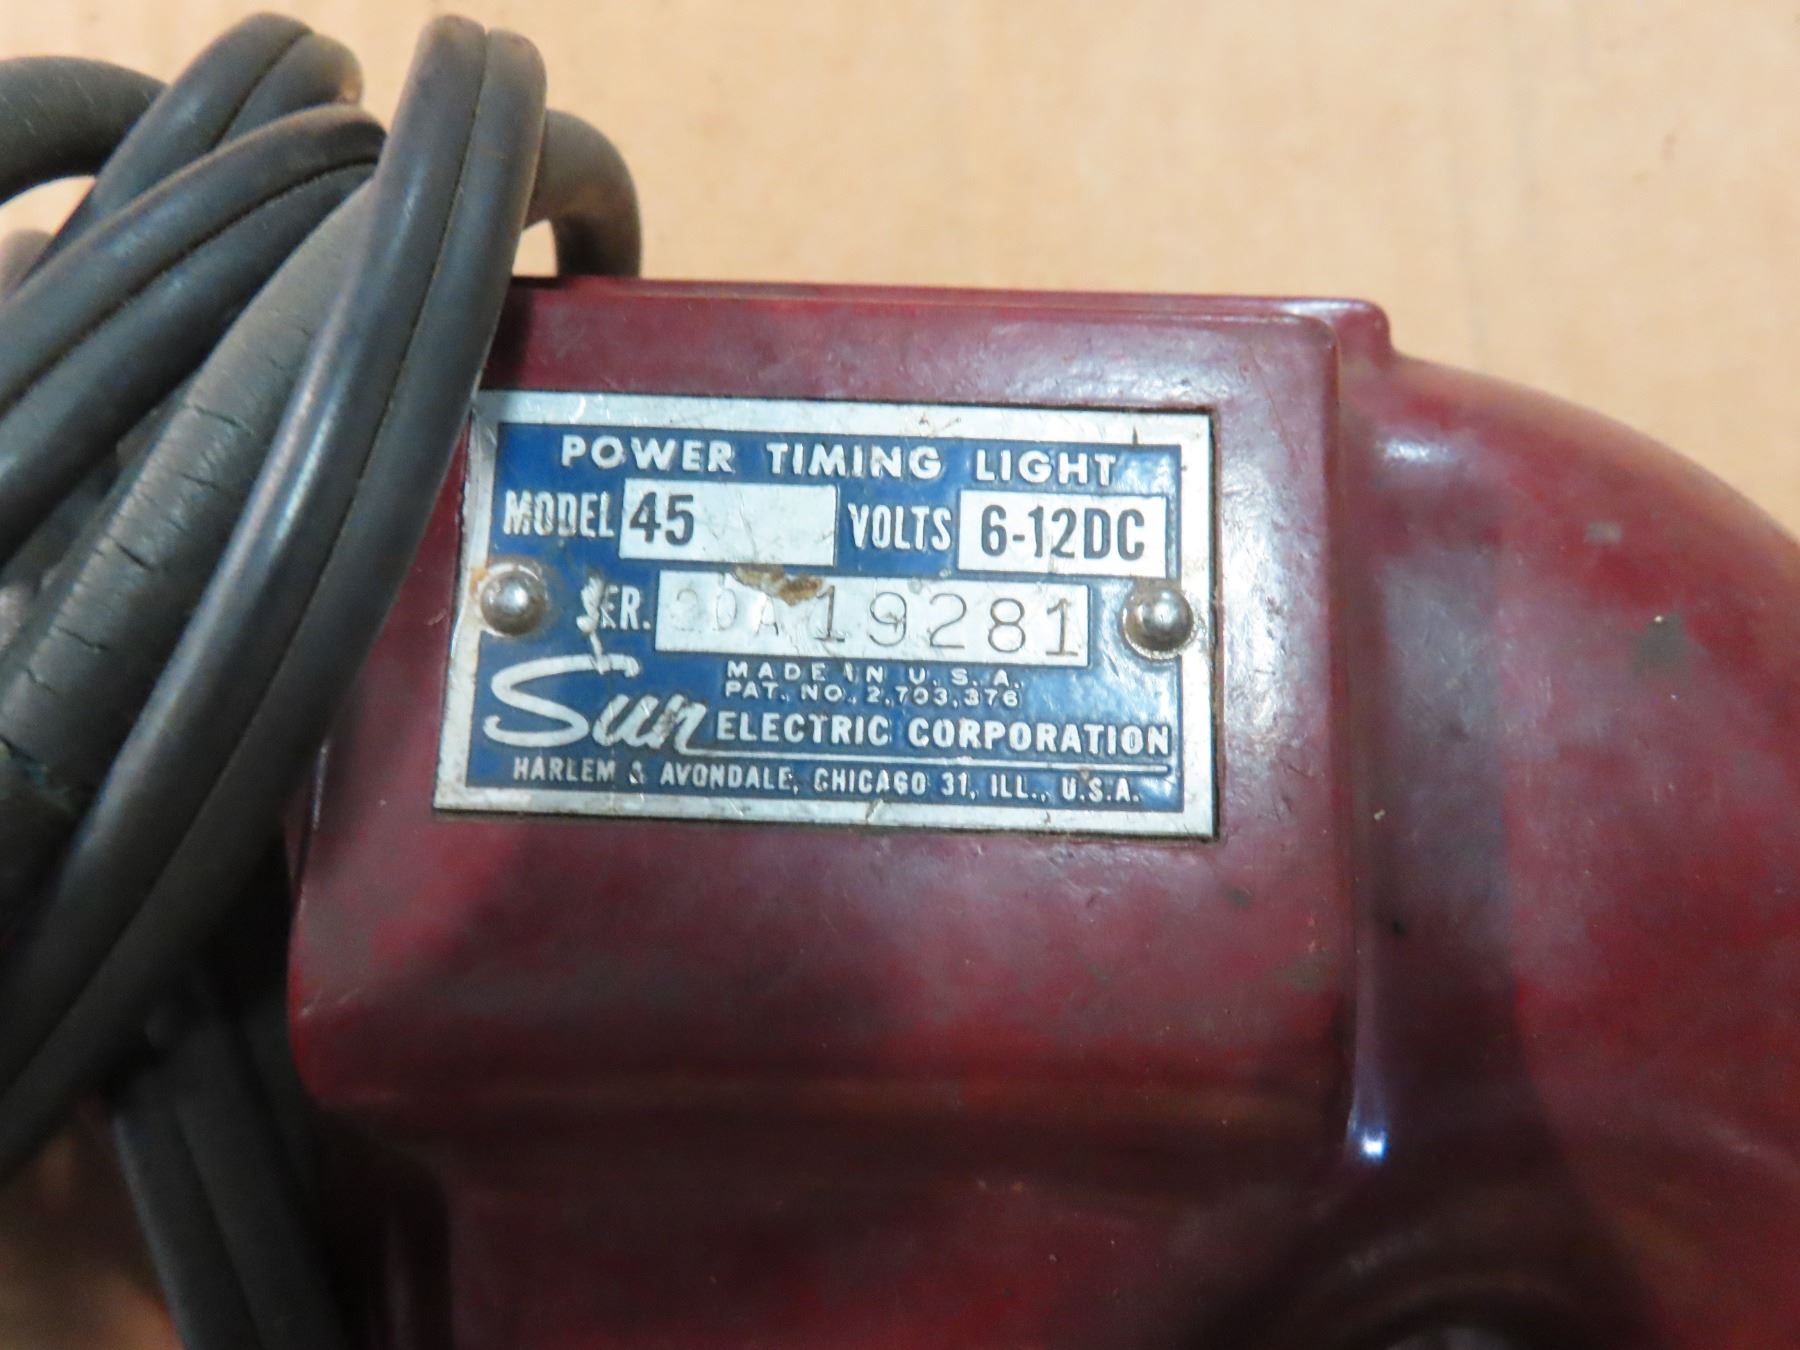 POWER TIMING LIGHT
MODEL 45 VOLTS 6-12DC
SER. 19281
MADE IN U.S.A.
PAT. NO. 2,703,376
Sun ELECTRIC CORPORATION
HARLEM & AVONDALE, CHICAGO 31, ILL., U.S.A.